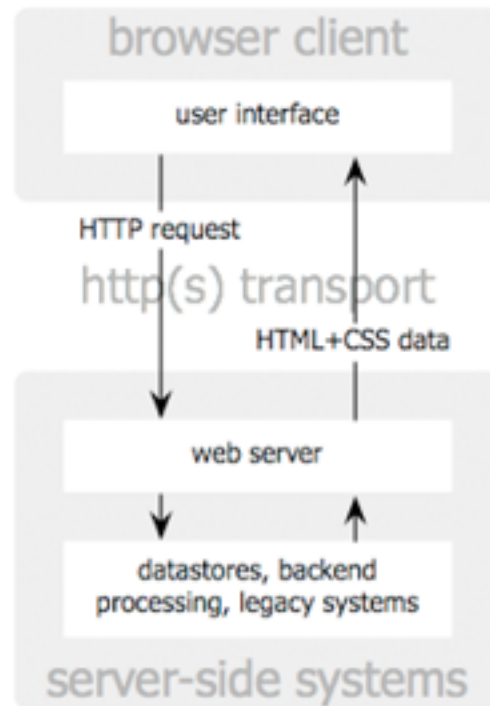 browser client
user interface
HTTP request
http(s) transport
HTML+CSS data
web server
datastores, backend
processing, legacy systems
server-side systems